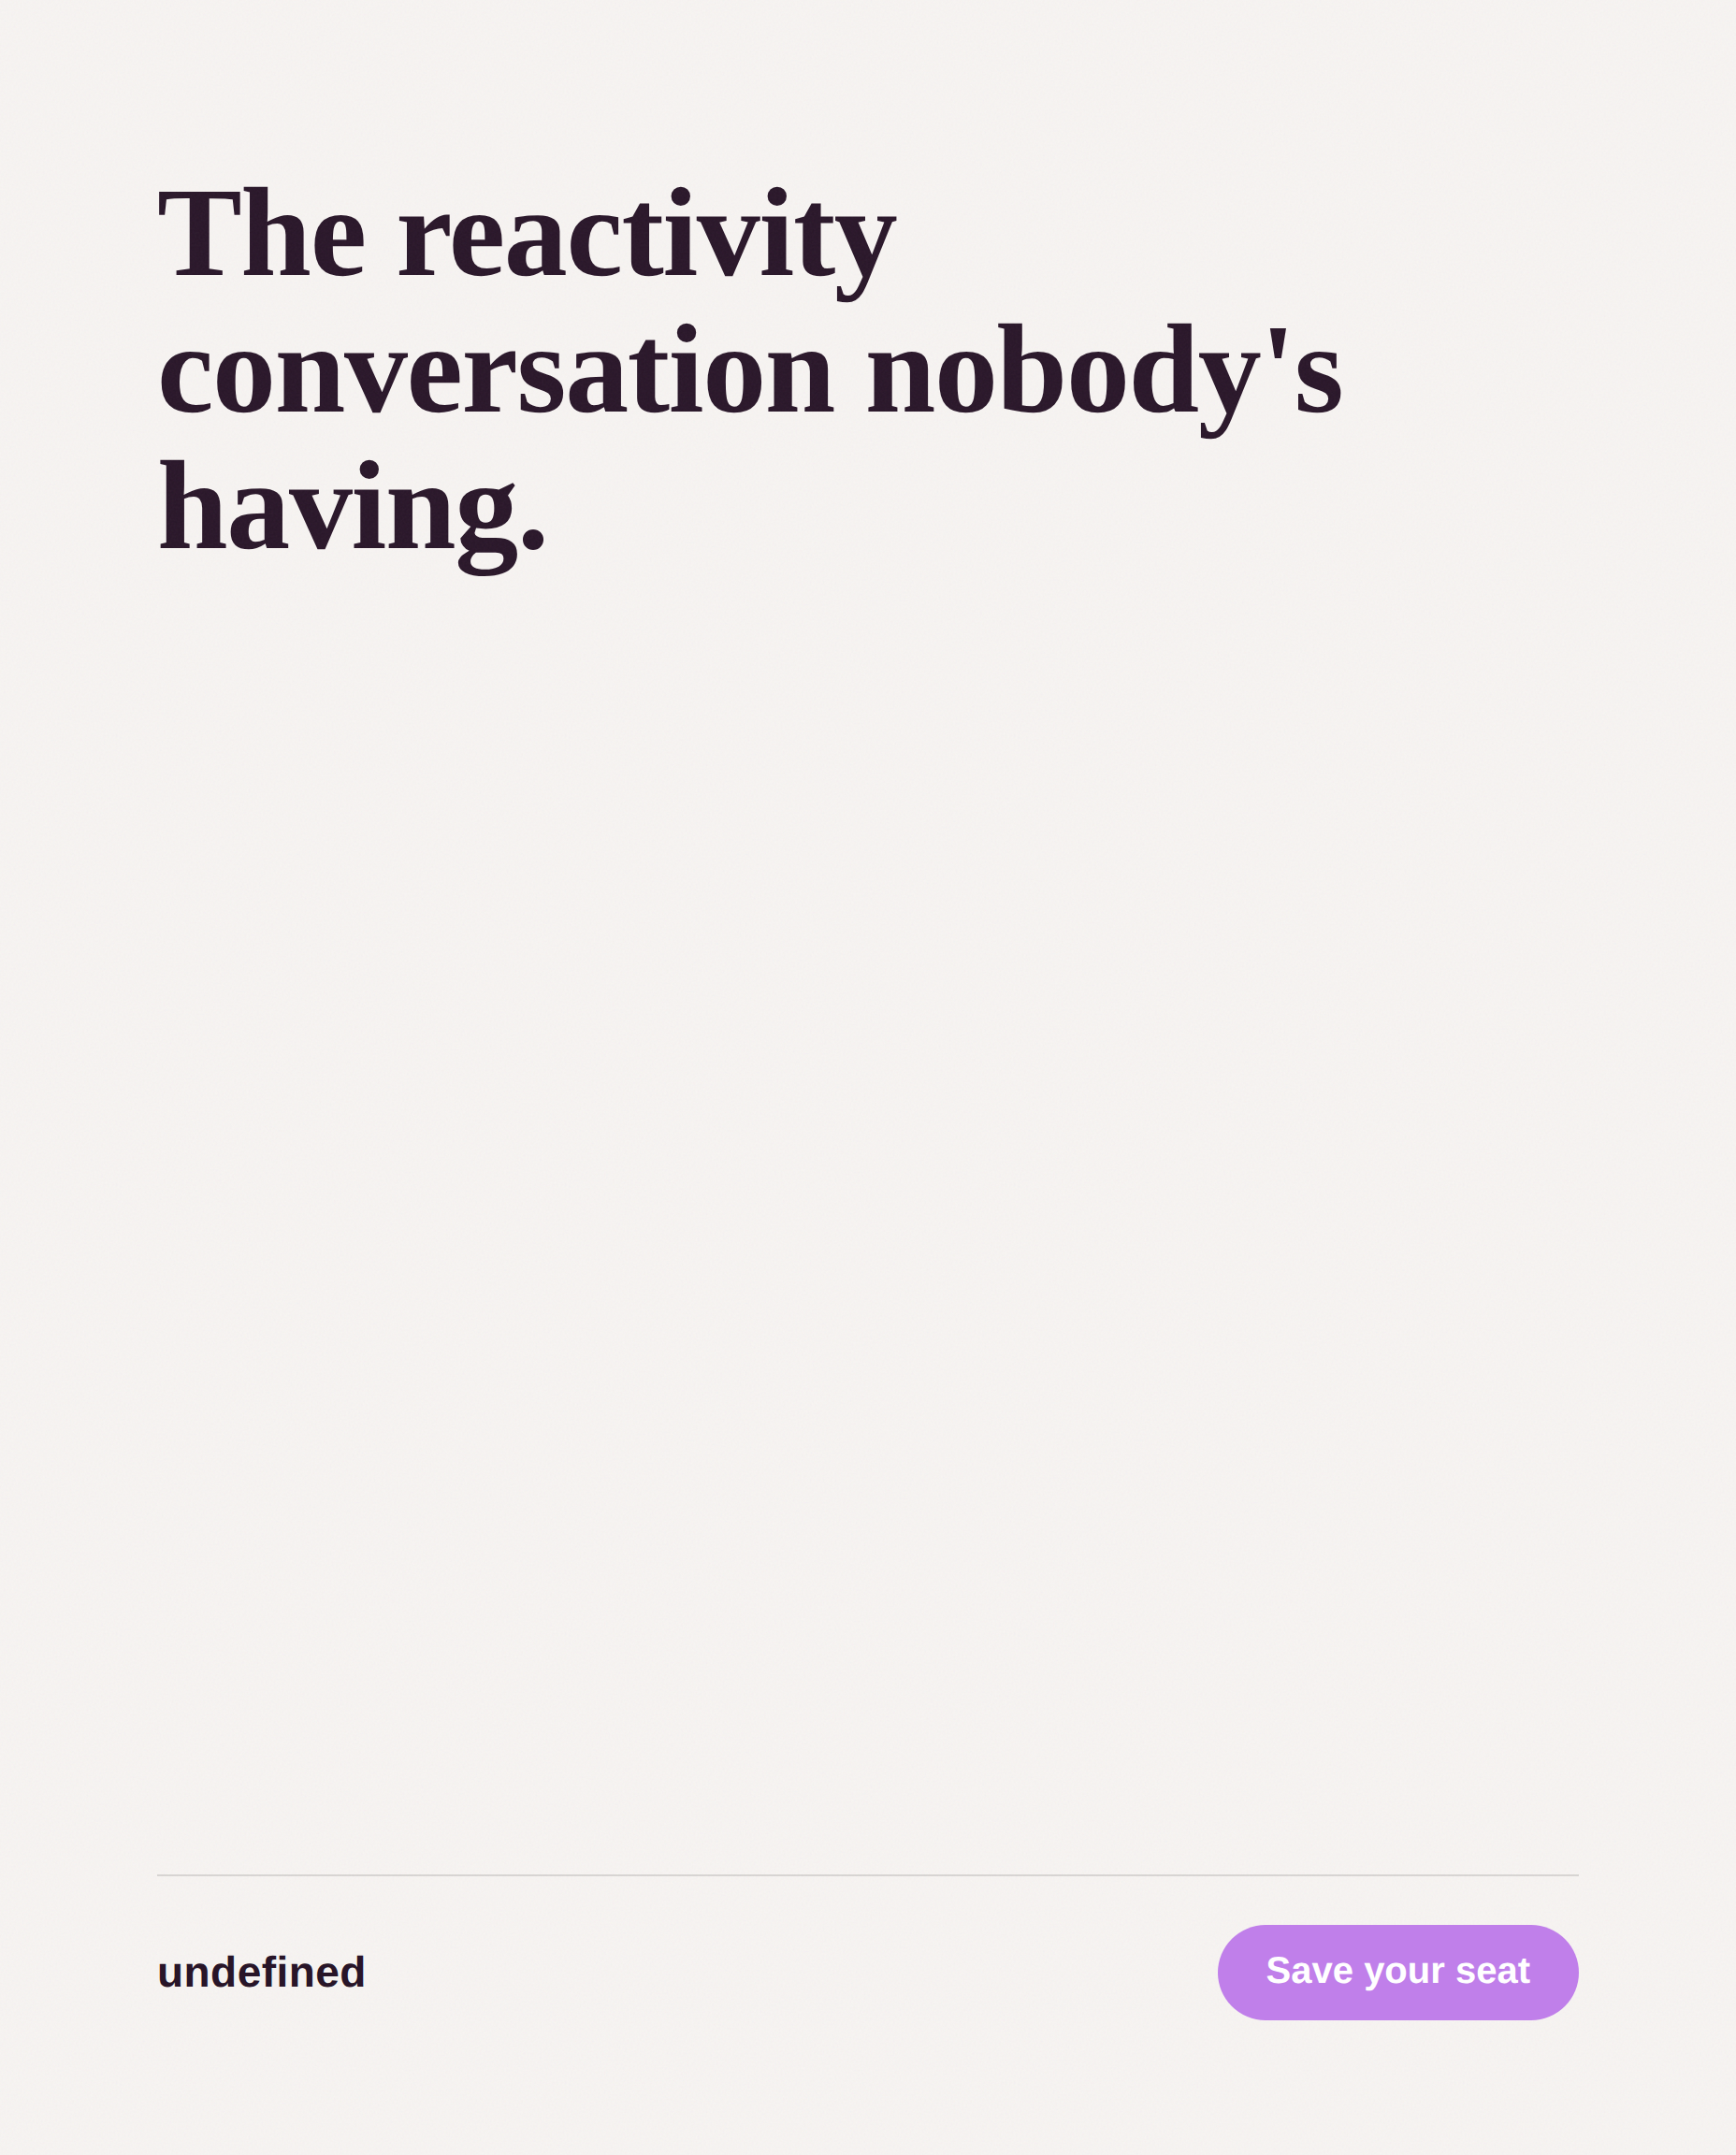 The reactivity
conversation nobody's
having.
undefined
Save your seat